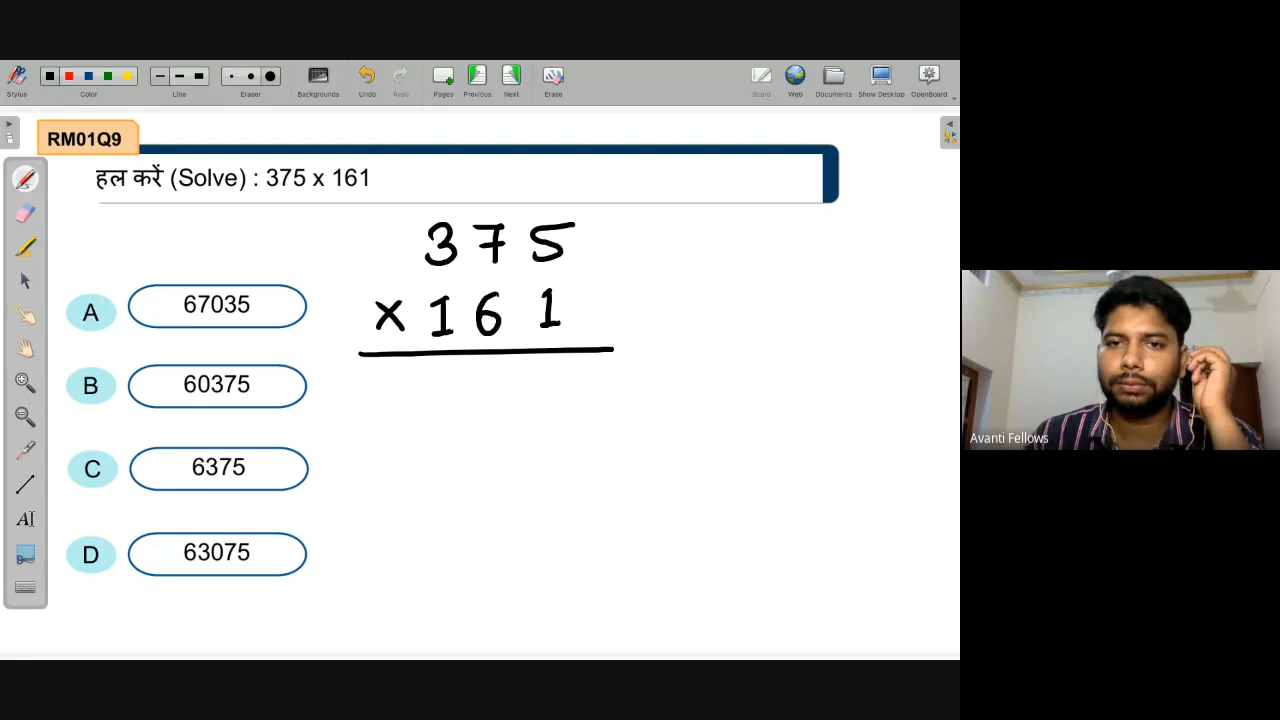 Stylus Color Line Eraser Backgrounds Undo Redo Pages Previous Next Erase Board Web Documents Show Desktop OpenBoard
RM01Q9
हल करें (Solve) : 375 x 161
375
× 161
A 67035
B 60375
C 6375
D 63075
AI
Avanti Fellows